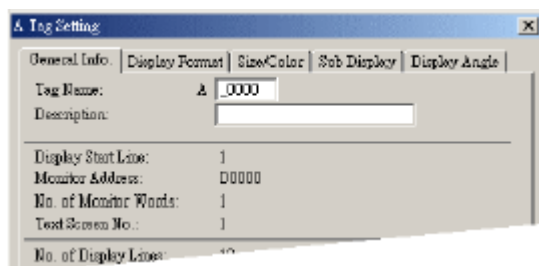 A Tag Setting
General Info. Display Format Size/Color Sub Display Display Angle
Tag Name: A _0000
Description:
Display Start Line: 1
Monitor Address: D0000
No. of Monitor Words: 1
Text Screen No.: 1
No. of Display Lines: